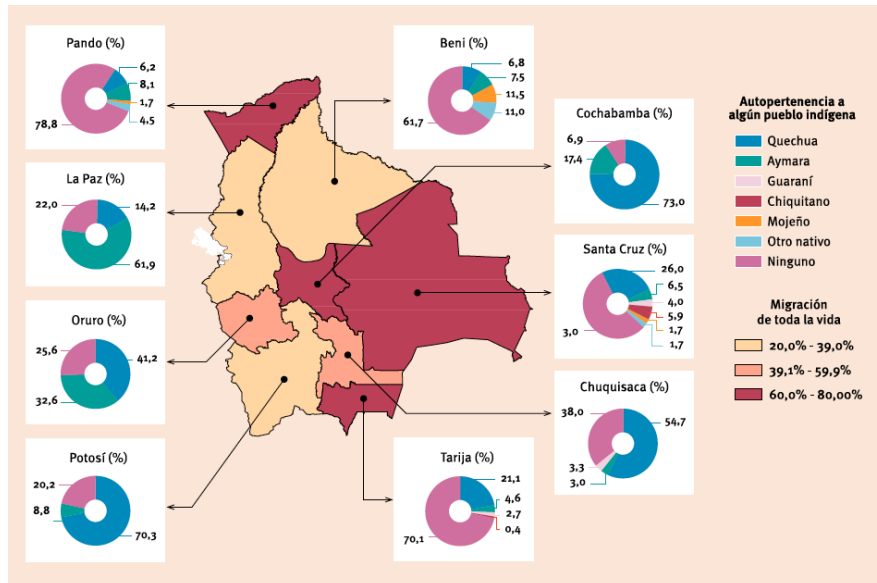 Pando (%)
6,2
8,1
1,7
4,5
78,8
La Paz (%)
22,0
14,2
61,9
Oruro (%)
25,6
41,2
32,6
Potosí (%)
20,2
8,8
70,3
Beni (%)
6,8
7,5
11,5
11,0
61,7
Cochabamba (%)
6,9
17,4
73,0
Santa Cruz (%)
26,0
6,5
4,0
5,9
1,7
1,7
3,0
Chuquisaca (%)
38,0
54,7
3,3
3,0
Tarija (%)
21,1
4,6
2,7
0,4
70,1
Autopertenencia a
algún pueblo indígena
Quechua
Aymara
Guaraní
Chiquitano
Mojeño
Otro nativo
Ninguno
Migración
de toda la vida
20,0% - 39,0%
39,1% - 59,9%
60,0% - 80,00%